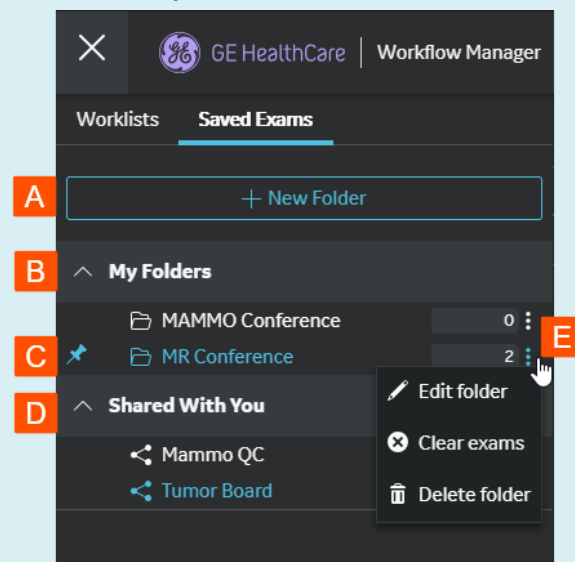 GE HealthCare | Workflow Manager
Worklists Saved Exams
A + New Folder
B My Folders
MAMMO Conference 0
E
C MR Conference 2
Edit folder
D Shared With You
Clear exams
Mammo QC
Tumor Board Delete folder